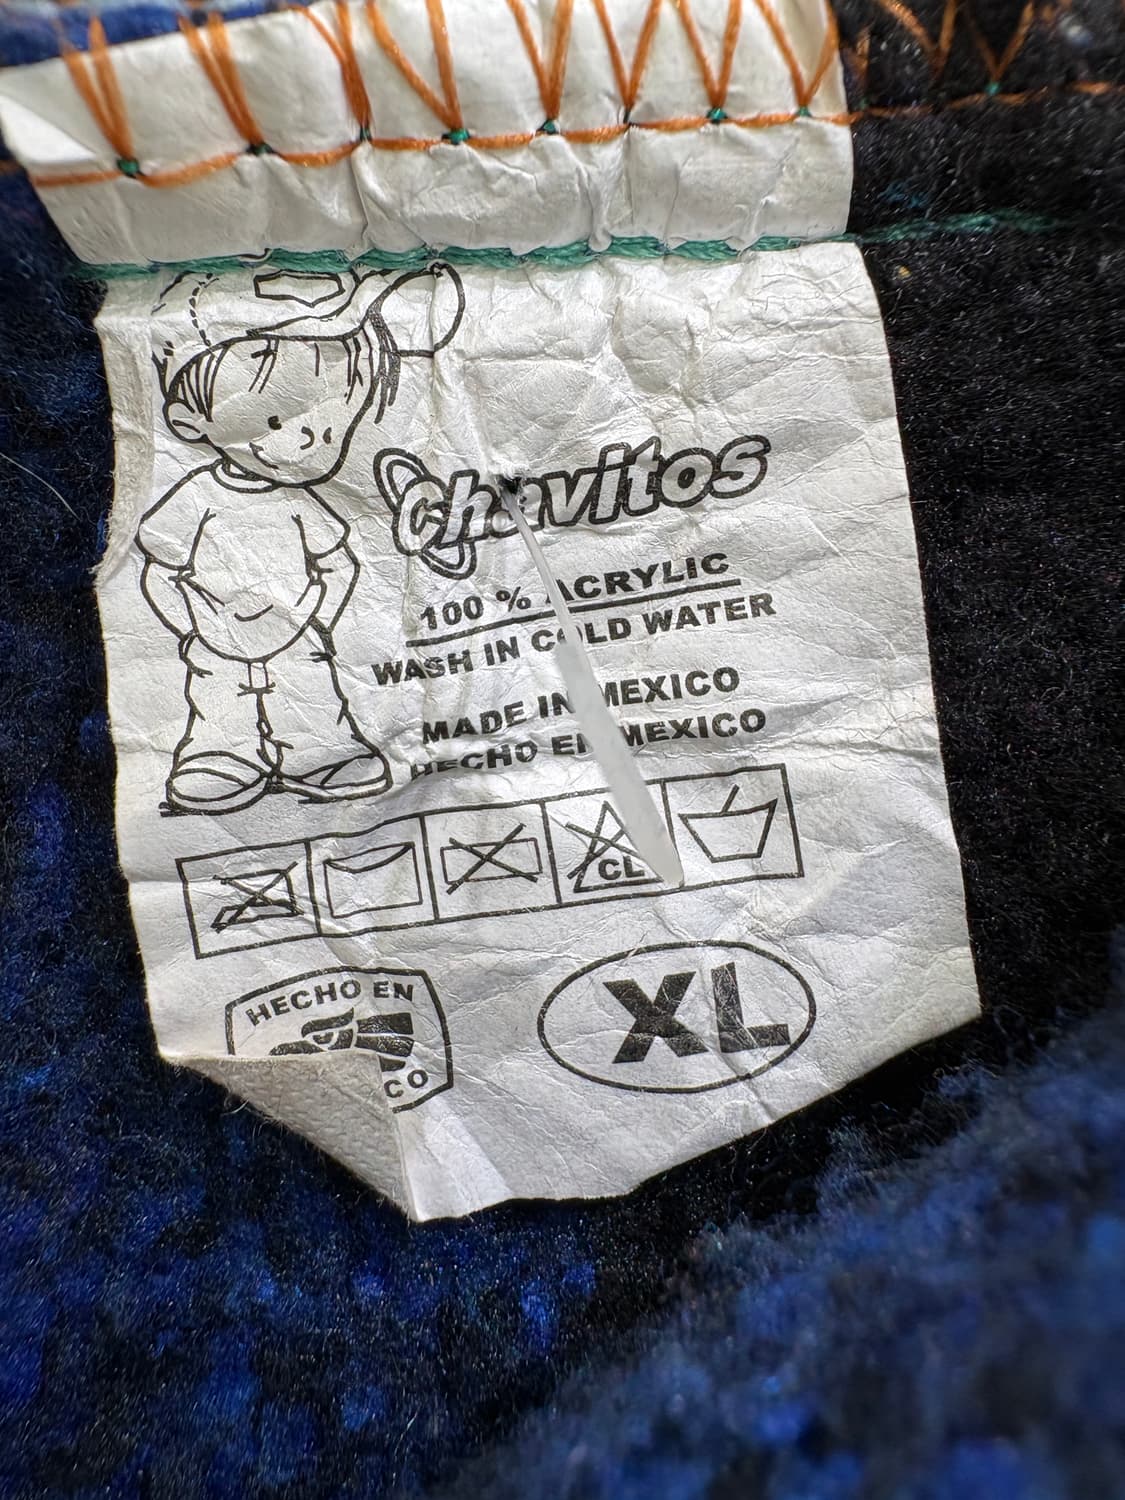 Chavitos
100 % ACRYLIC
WASH IN COLD WATER
MADE IN MEXICO
HECHO EN MEXICO
CL
HECHO EN
CO
XL